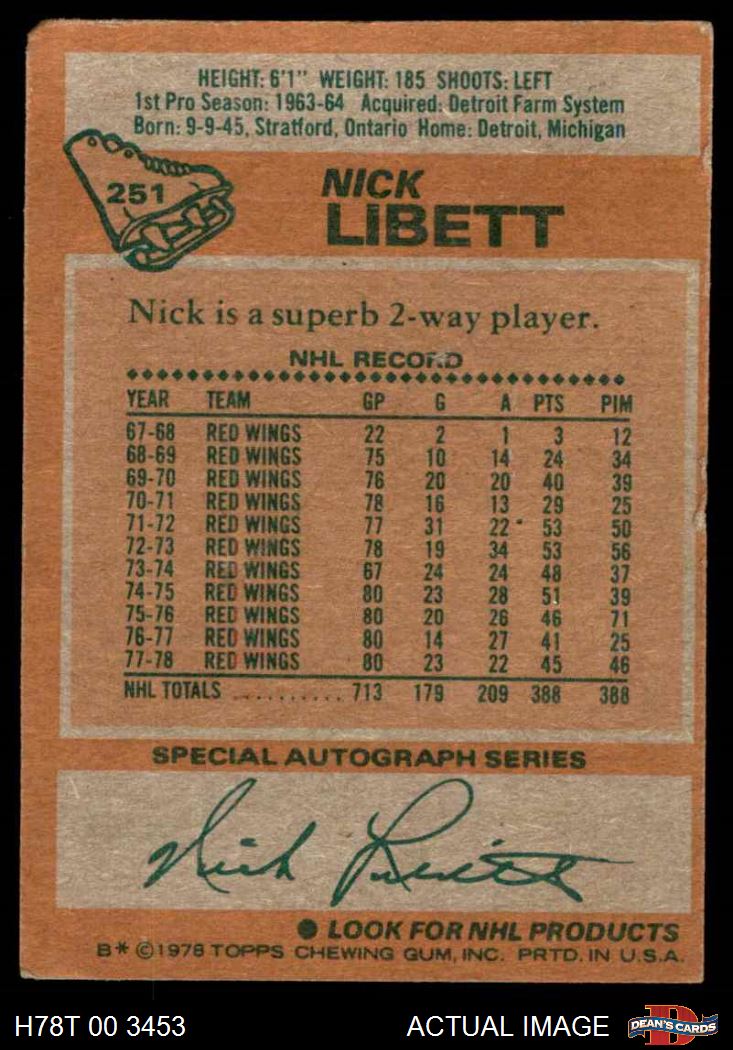 HEIGHT: 6'1" WEIGHT: 185 SHOOTS: LEFT
1st Pro Season: 1963-64 Acquired: Detroit Farm System
Born: 9-9-45, Stratford, Ontario Home: Detroit, Michigan
251
NICK
LIBETT
Nick is a superb 2-way player.
NHL RECORD
YEAR TEAM GP G A PTS PIM
67-68 RED WINGS 22 2 1 3 12
68-69 RED WINGS 75 10 14 24 34
69-70 RED WINGS 76 20 20 40 39
70-71 RED WINGS 78 16 13 29 25
71-72 RED WINGS 77 31 22 53 50
72-73 RED WINGS 78 19 34 53 56
73-74 RED WINGS 67 24 24 48 37
74-75 RED WINGS 80 23 28 51 39
75-76 RED WINGS 80 20 26 46 71
76-77 RED WINGS 80 14 27 41 25
77-78 RED WINGS 80 23 22 45 46
NHL TOTALS .......... 713 179 209 388 388
SPECIAL AUTOGRAPH SERIES
Nick Libett
● LOOK FOR NHL PRODUCTS
B* ©1978 TOPPS CHEWING GUM, INC. PRTD. IN U.S.A.
H78T 00 3453 ACTUAL IMAGE
D
DEAN'S CARDS